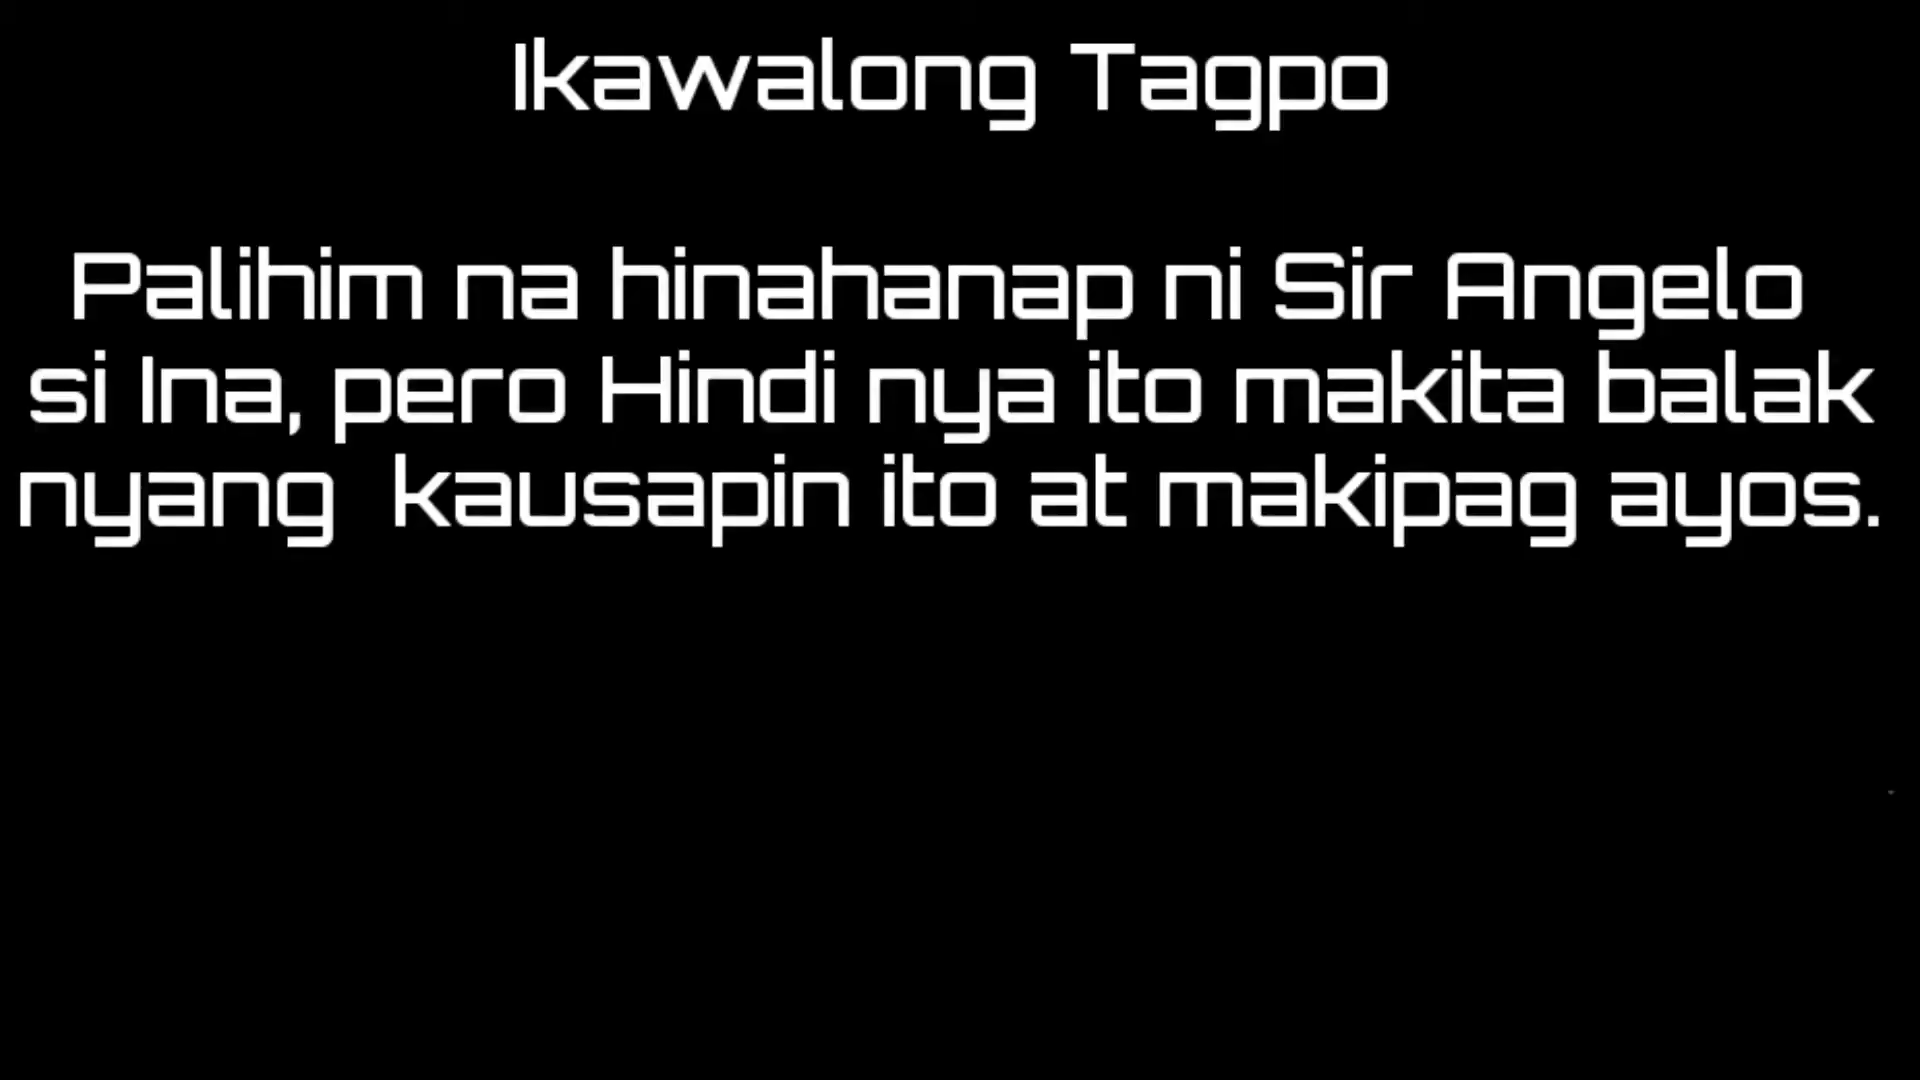 Ikawalong Tagpo
Palihim na hinahanap ni Sir Angelo
si Ina, pero Hindi nya ito makita balak
nyang  kausapin ito at makipag ayos.